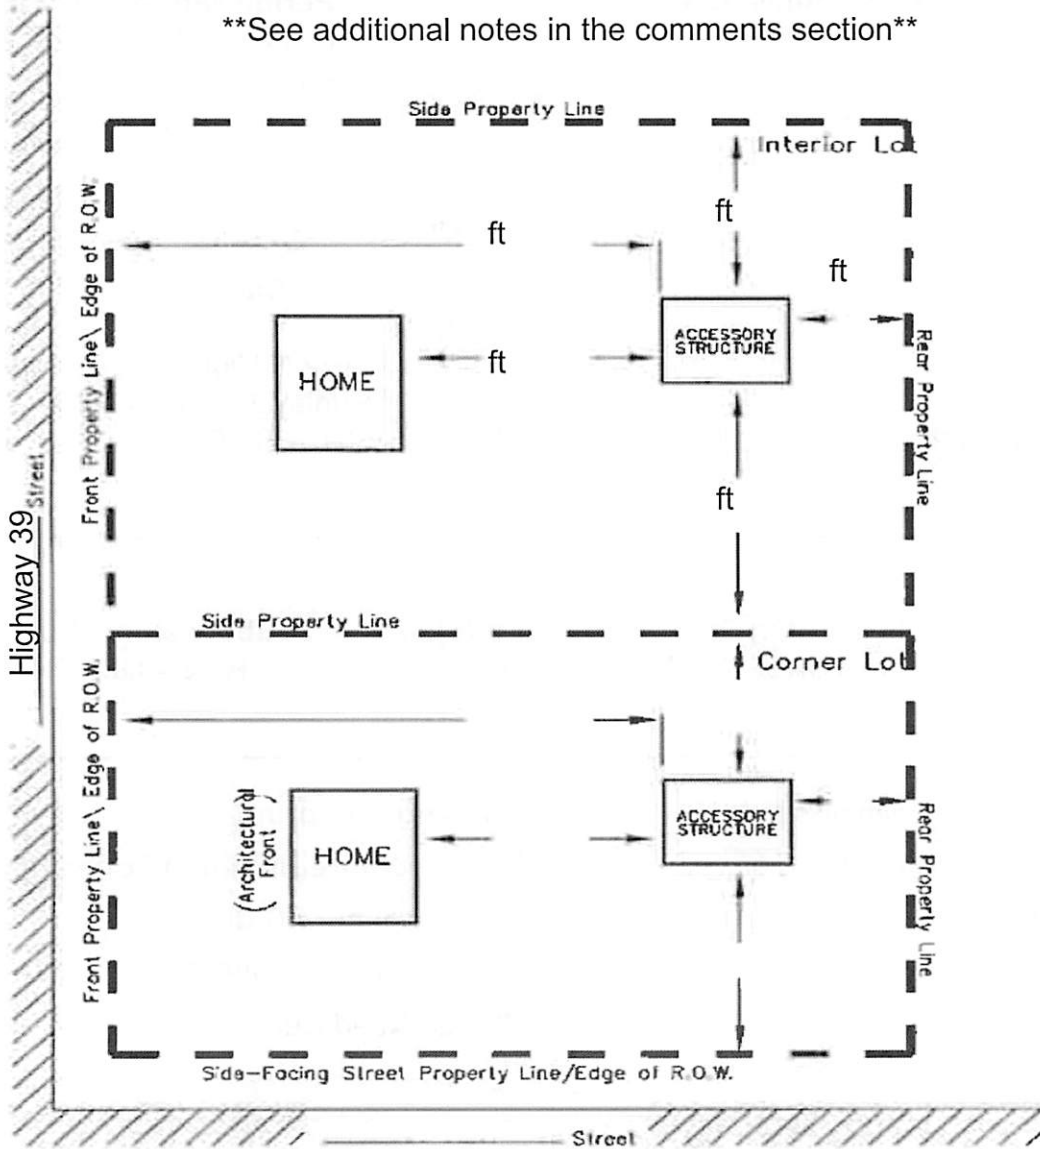 **See additional notes in the comments section**
Side Property Line
Interior Lot
Front Property Line\ Edge of R.O.W.
ft
ft
ft
ACCESSORY
STRUCTURE
HOME
ft
Rear Property Line
ft
Highway 39
Street
Side Property Line
Corner Lot
Front Property Line\ Edge of R.O.W.
(Architectural
Front)
HOME
ACCESSORY
STRUCTURE
Rear Property Line
Side-Facing Street Property Line/Edge of R.O.W.
Street